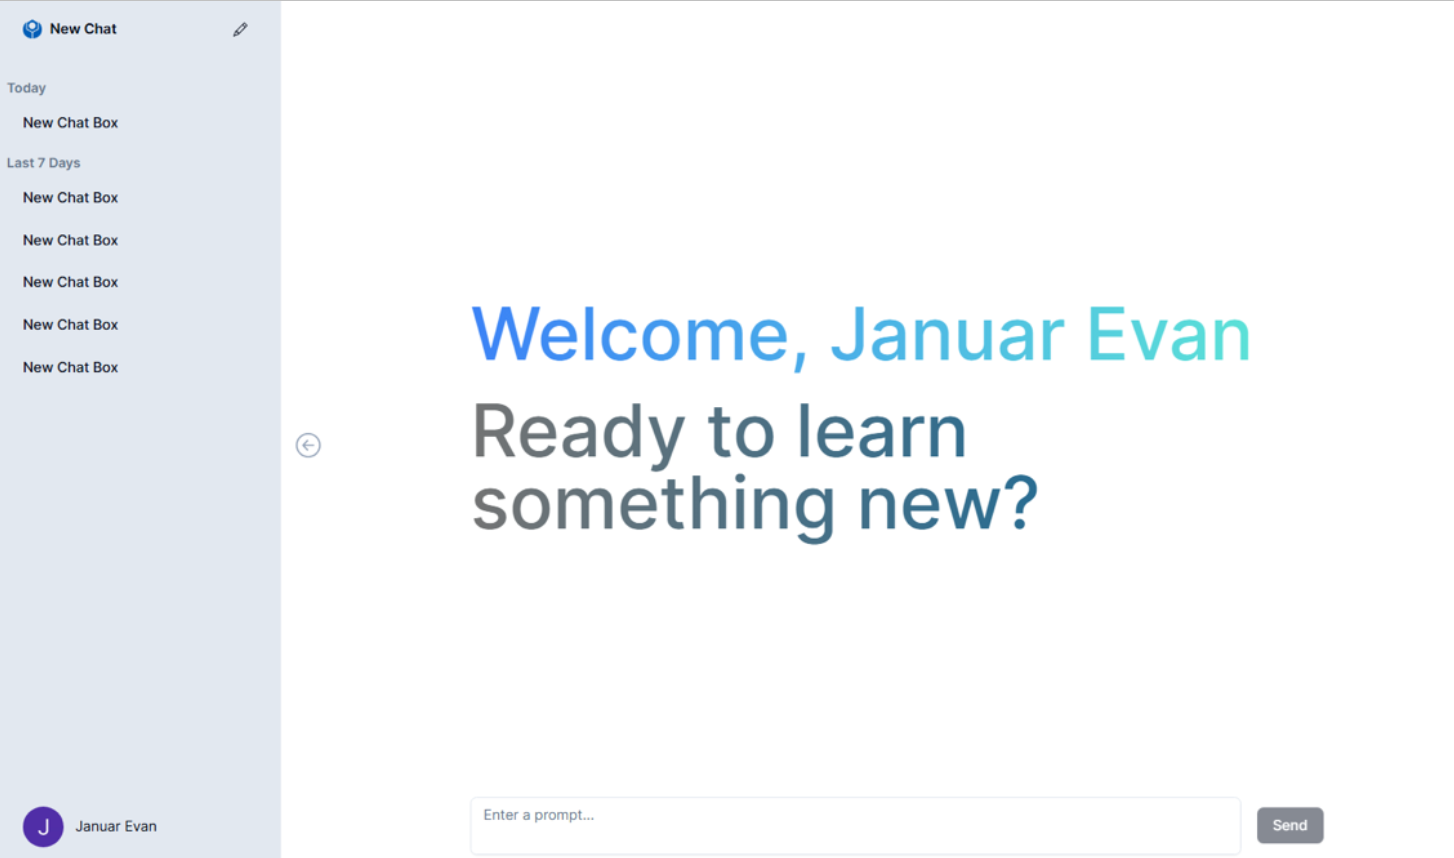 New Chat
Today
New Chat Box
Last 7 Days
New Chat Box
New Chat Box
New Chat Box
New Chat Box
New Chat Box
J
Januar Evan
Welcome, Januar Evan
Ready to learn
something new?
Enter a prompt...
Send